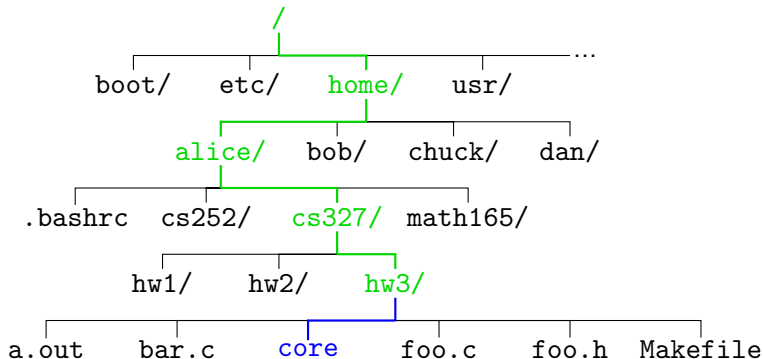 /
boot/ etc/ home/ usr/ ...
alice/ bob/ chuck/ dan/
.bashrc cs252/ cs327/ math165/
hw1/ hw2/ hw3/
a.out bar.c core foo.c foo.h Makefile